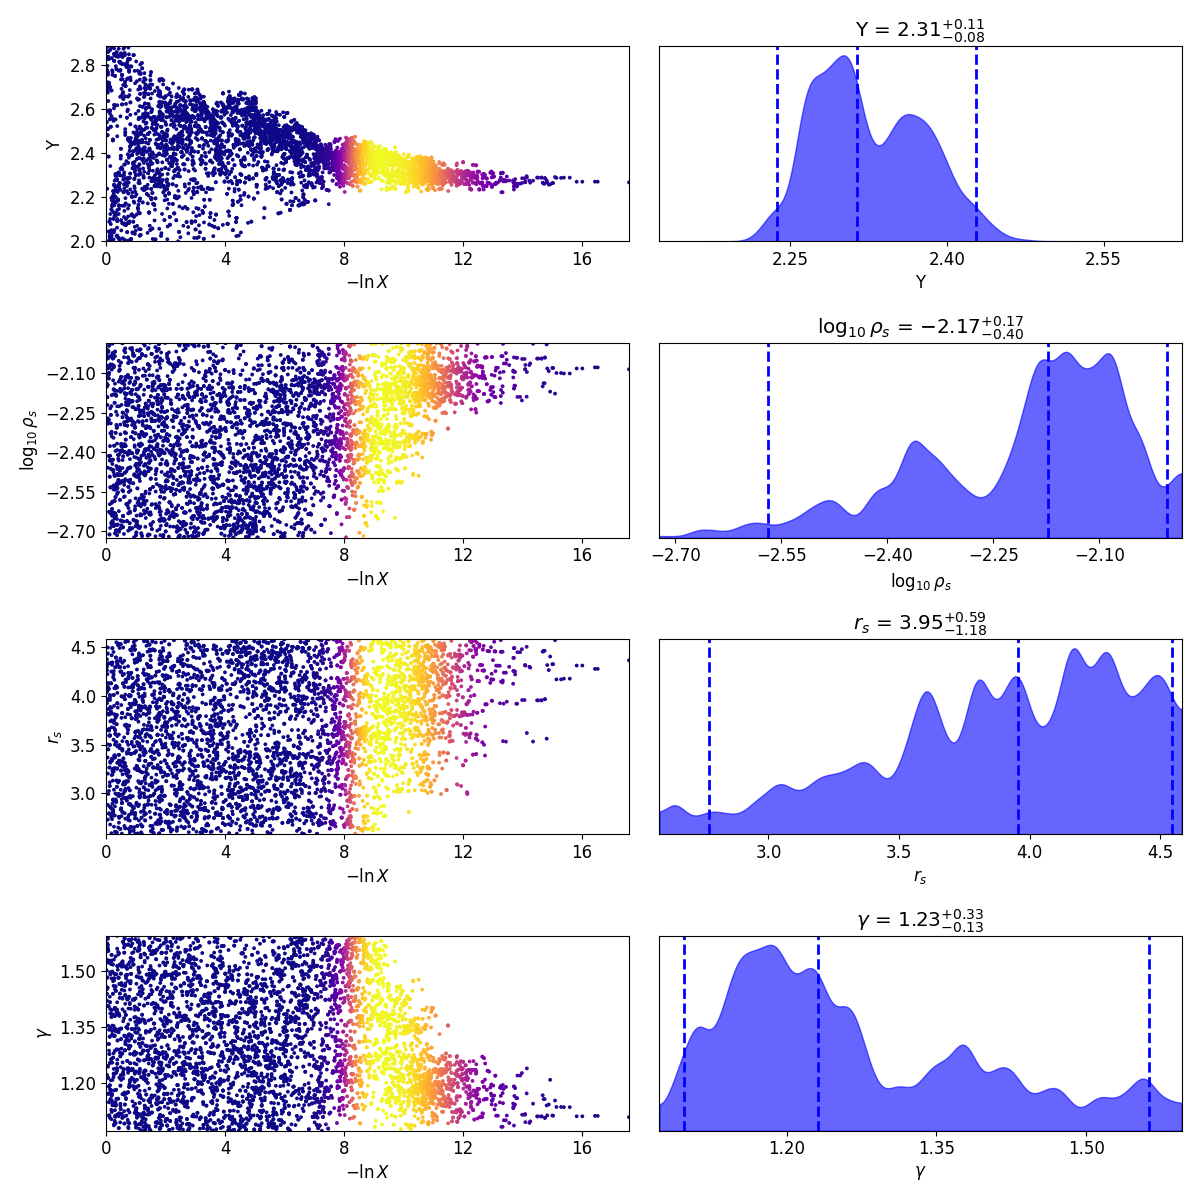 Y = 2.31^{+0.11}_{-0.08}
2.8
2.6
2.4
2.2
2.0
Y
0 4 8 12 16
−ln X
2.25 2.40 2.55
Y
log₁₀ ρₛ = −2.17^{+0.17}_{-0.40}
−2.10
−2.25
−2.40
−2.55
−2.70
log₁₀ ρₛ
0 4 8 12 16
−ln X
−2.70 −2.55 −2.40 −2.25 −2.10
log₁₀ ρₛ
rₛ = 3.95^{+0.59}_{-1.18}
4.5
4.0
3.5
3.0
rₛ
0 4 8 12 16
−ln X
3.0 3.5 4.0 4.5
rₛ
γ = 1.23^{+0.33}_{-0.13}
1.50
1.35
1.20
γ
0 4 8 12 16
−ln X
1.20 1.35 1.50
γ